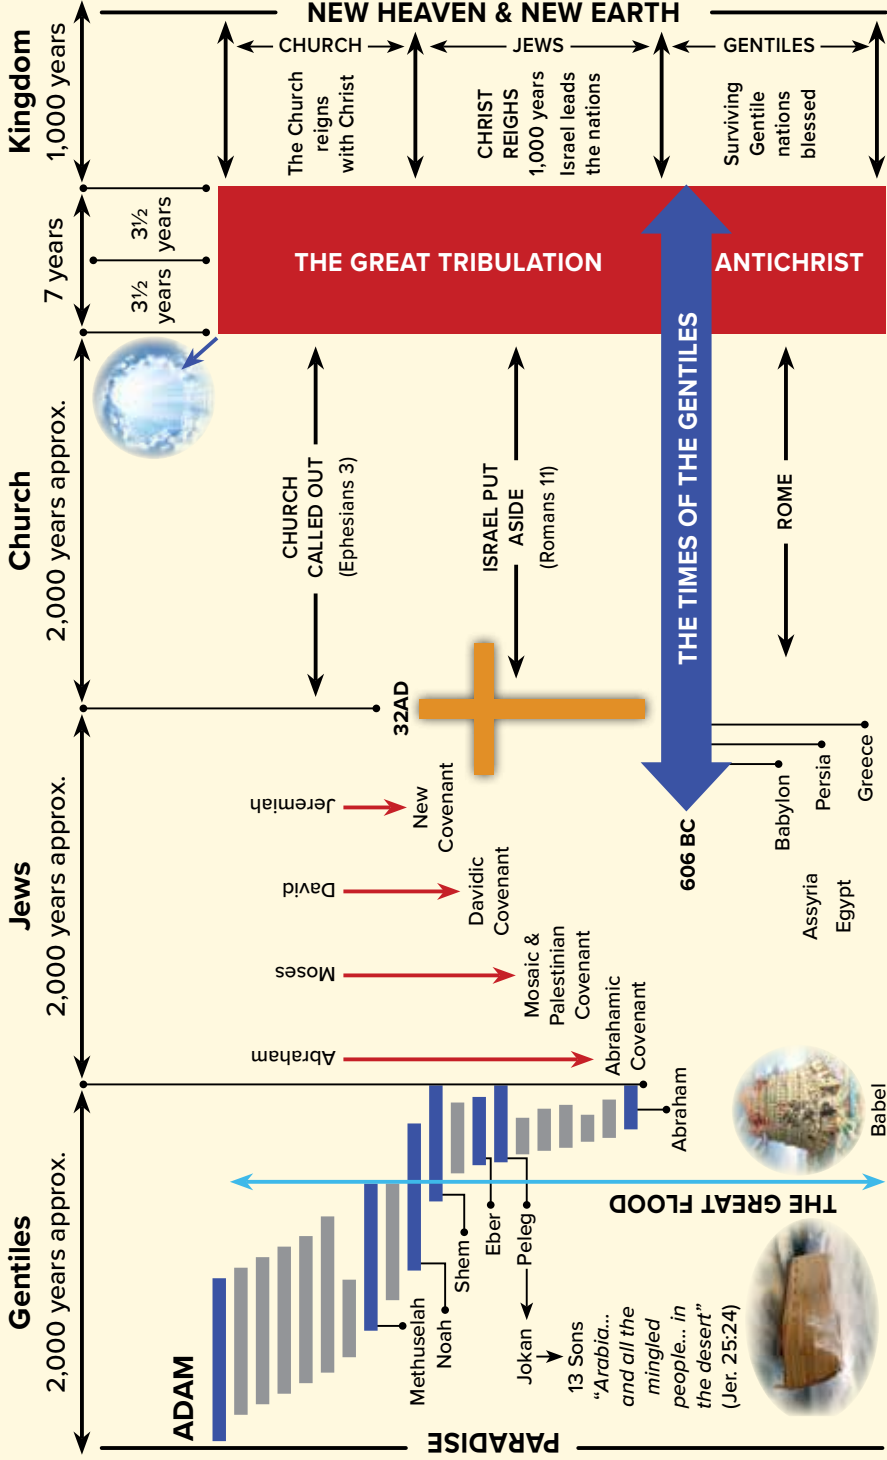 PARADISE
Gentiles
2,000 years approx.
Jews
2,000 years approx.
Church
2,000 years approx.
7 years
3½
years
3½
years
Kingdom
1,000 years
NEW HEAVEN & NEW EARTH
ADAM
Methuselah
Noah
Shem
Eber
Peleg
Jokan
13 Sons
“Arabia...
and all the
mingled
people... in
the desert”
(Jer. 25:24)
THE GREAT FLOOD
Babel
Abraham
Abraham
Abrahamic
Covenant
Moses
Mosaic &
Palestinian
Covenant
David
Davidic
Covenant
Jeremiah
New
Covenant
32AD
Assyria
Egypt
606 BC
Babylon
Persia
Greece
THE TIMES OF THE GENTILES
CHURCH
CALLED OUT
(Ephesians 3)
ISRAEL PUT
ASIDE
(Romans 11)
ROME
THE GREAT TRIBULATION
ANTICHRIST
CHURCH
The Church
reigns
with Christ
JEWS
CHRIST
REIGHS
1,000 years
Israel leads
the nations
GENTILES
Surviving
Gentile
nations
blessed